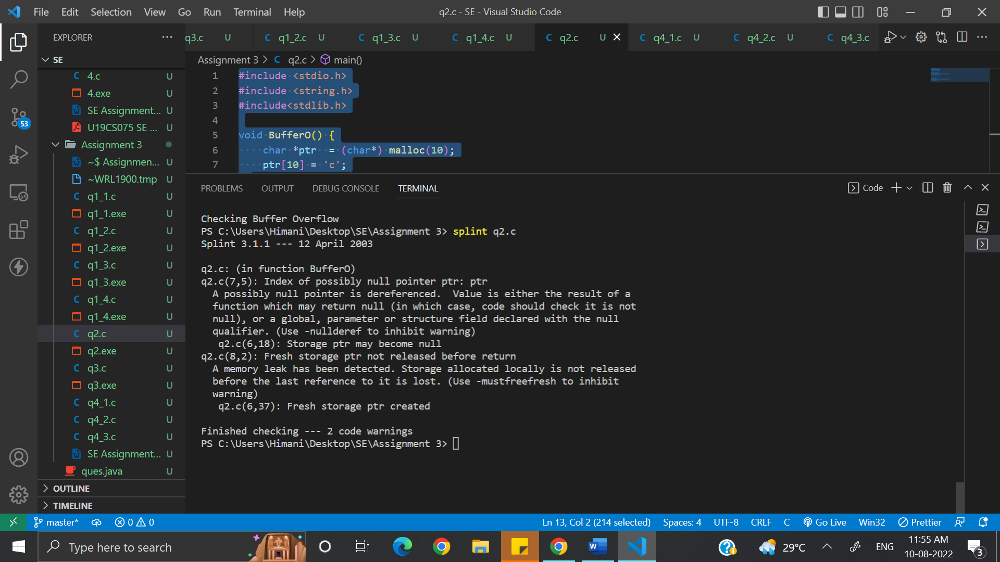 File Edit Selection View Go Run Terminal Help
q2.c - SE - Visual Studio Code
EXPLORER
q3.c U
C q1_2.c U
C q1_3.c U
C q1_4.c U
C q2.c U
C q4_1.c U
C q4_2.c U
C q4_3.c
SE
C 4.c U
4.exe U
SE Assignment... U
U19CS075 SE ... U
Assignment 3
~$ Assignmen... U
~WRL1900.tmp U
C q1_1.c U
q1_1.exe U
C q1_2.c U
q1_2.exe U
C q1_3.c U
q1_3.exe U
C q1_4.c U
q1_4.exe U
C q2.c U
q2.exe U
C q3.c U
q3.exe U
C q4_1.c U
C q4_2.c U
C q4_3.c U
SE Assignment... U
ques.java U
OUTLINE
TIMELINE
53
Assignment 3 > C q2.c > main()
1 #include <stdio.h>
2 #include <string.h>
3 #include<stdlib.h>
4
5 void BufferO() {
6 char *ptr = (char*) malloc(10);
7 ptr[10] = 'c';
PROBLEMS OUTPUT DEBUG CONSOLE TERMINAL
Code
Checking Buffer Overflow
PS C:\Users\Himani\Desktop\SE\Assignment 3> splint q2.c
Splint 3.1.1 --- 12 April 2003
q2.c: (in function BufferO)
q2.c(7,5): Index of possibly null pointer ptr: ptr
A possibly null pointer is dereferenced. Value is either the result of a
function which may return null (in which case, code should check it is not
null), or a global, parameter or structure field declared with the null
qualifier. (Use -nullderef to inhibit warning)
q2.c(6,18): Storage ptr may become null
q2.c(8,2): Fresh storage ptr not released before return
A memory leak has been detected. Storage allocated locally is not released
before the last reference to it is lost. (Use -mustfreefresh to inhibit
warning)
q2.c(6,37): Fresh storage ptr created
Finished checking --- 2 code warnings
PS C:\Users\Himani\Desktop\SE\Assignment 3>
master* 0 0
Ln 13, Col 2 (214 selected) Spaces: 4 UTF-8 CRLF C Go Live Win32 Prettier
Type here to search
29°C
ENG
11:55 AM
10-08-2022
3